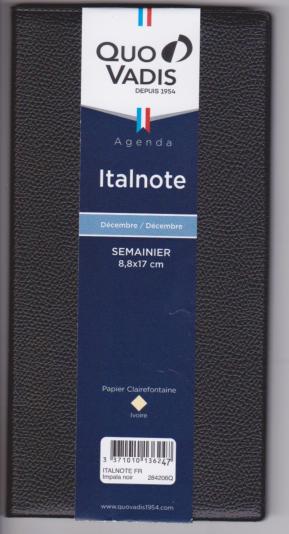 QUO
VADIS
DEPUIS 1954
Agenda
Italnote
Décembre / Décembre
SEMAINIER
8,8x17 cm
Papier Clairefontaine
Ivoire
3 371010 136247
ITALNOTE FR
Impala noir 284206Q
www.quovadis1954.com